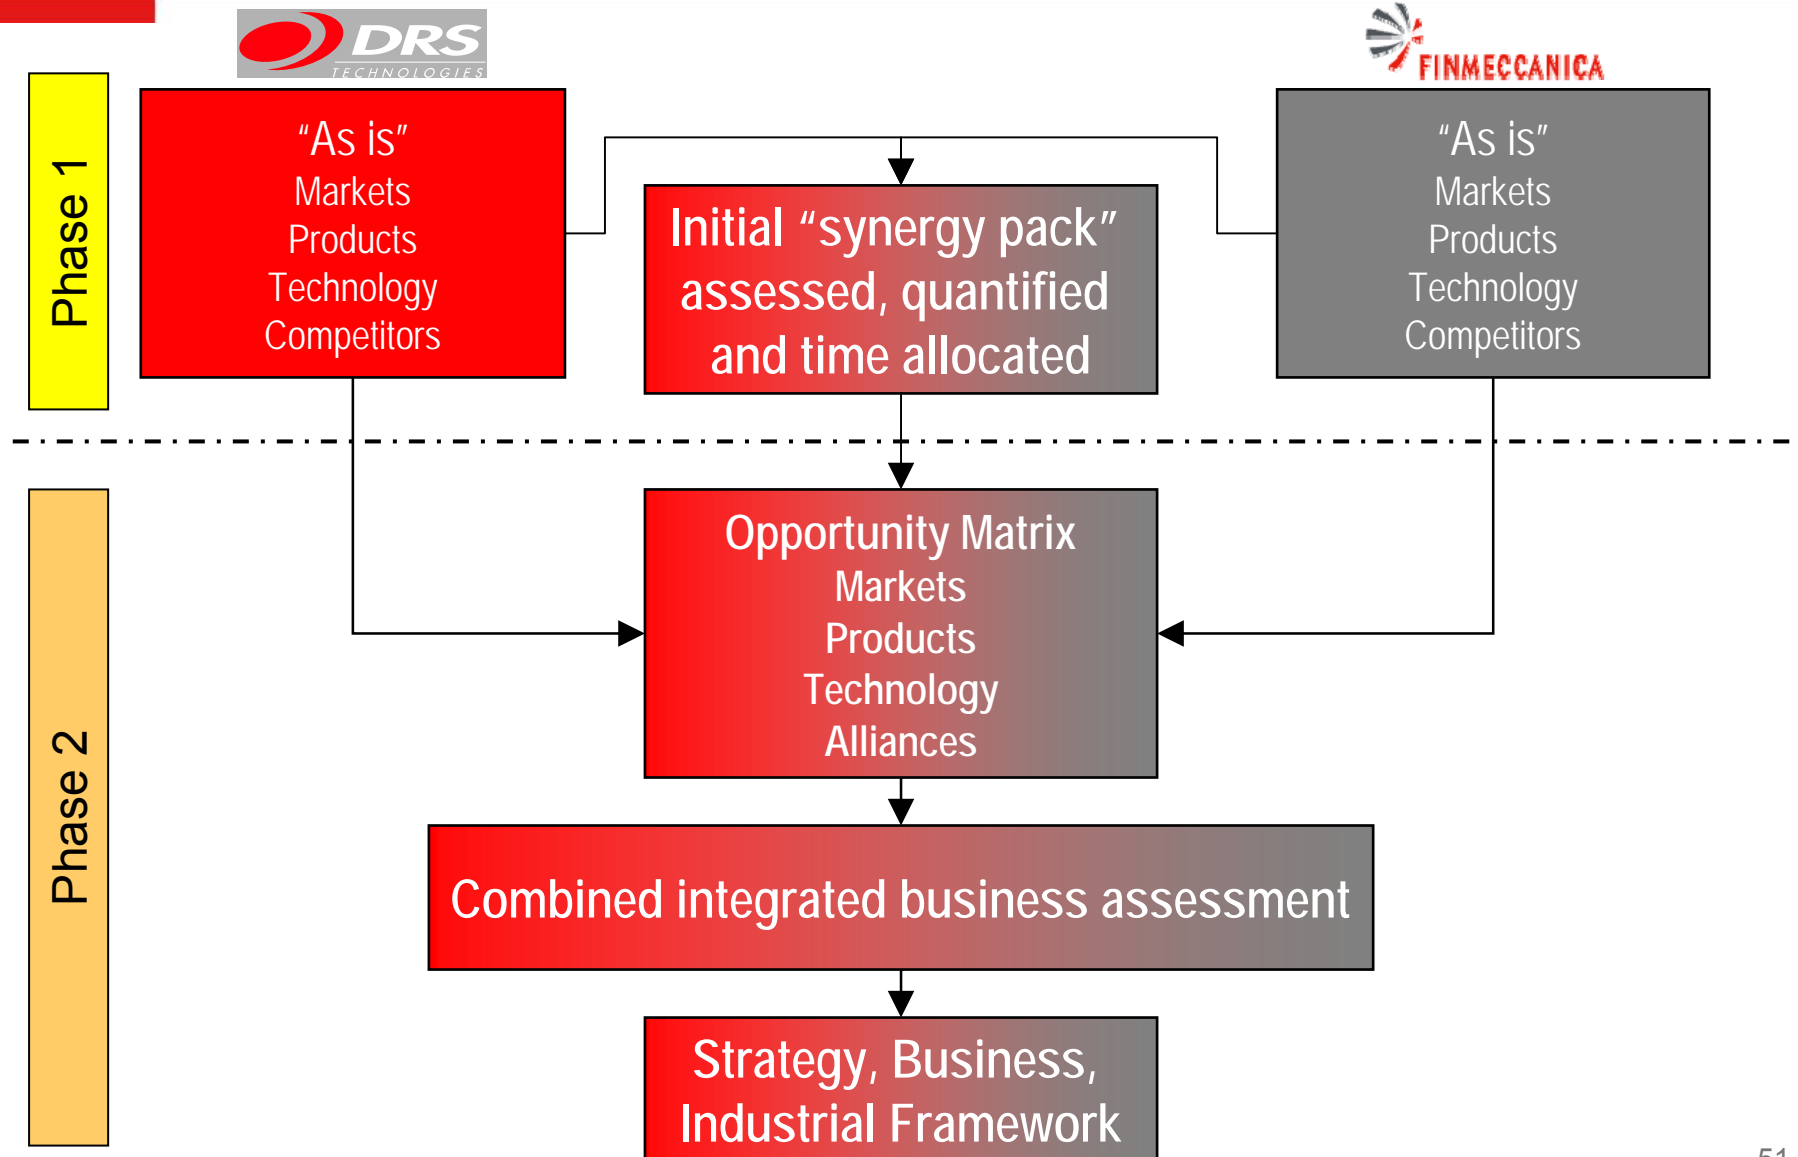 DRS
TECHNOLOGIES
FINMECCANICA
Phase 1
"As is"
Markets
Products
Technology
Competitors
Initial "synergy pack"
assessed, quantified
and time allocated
"As is"
Markets
Products
Technology
Competitors
Phase 2
Opportunity Matrix
Markets
Products
Technology
Alliances
Combined integrated business assessment
Strategy, Business,
Industrial Framework
51